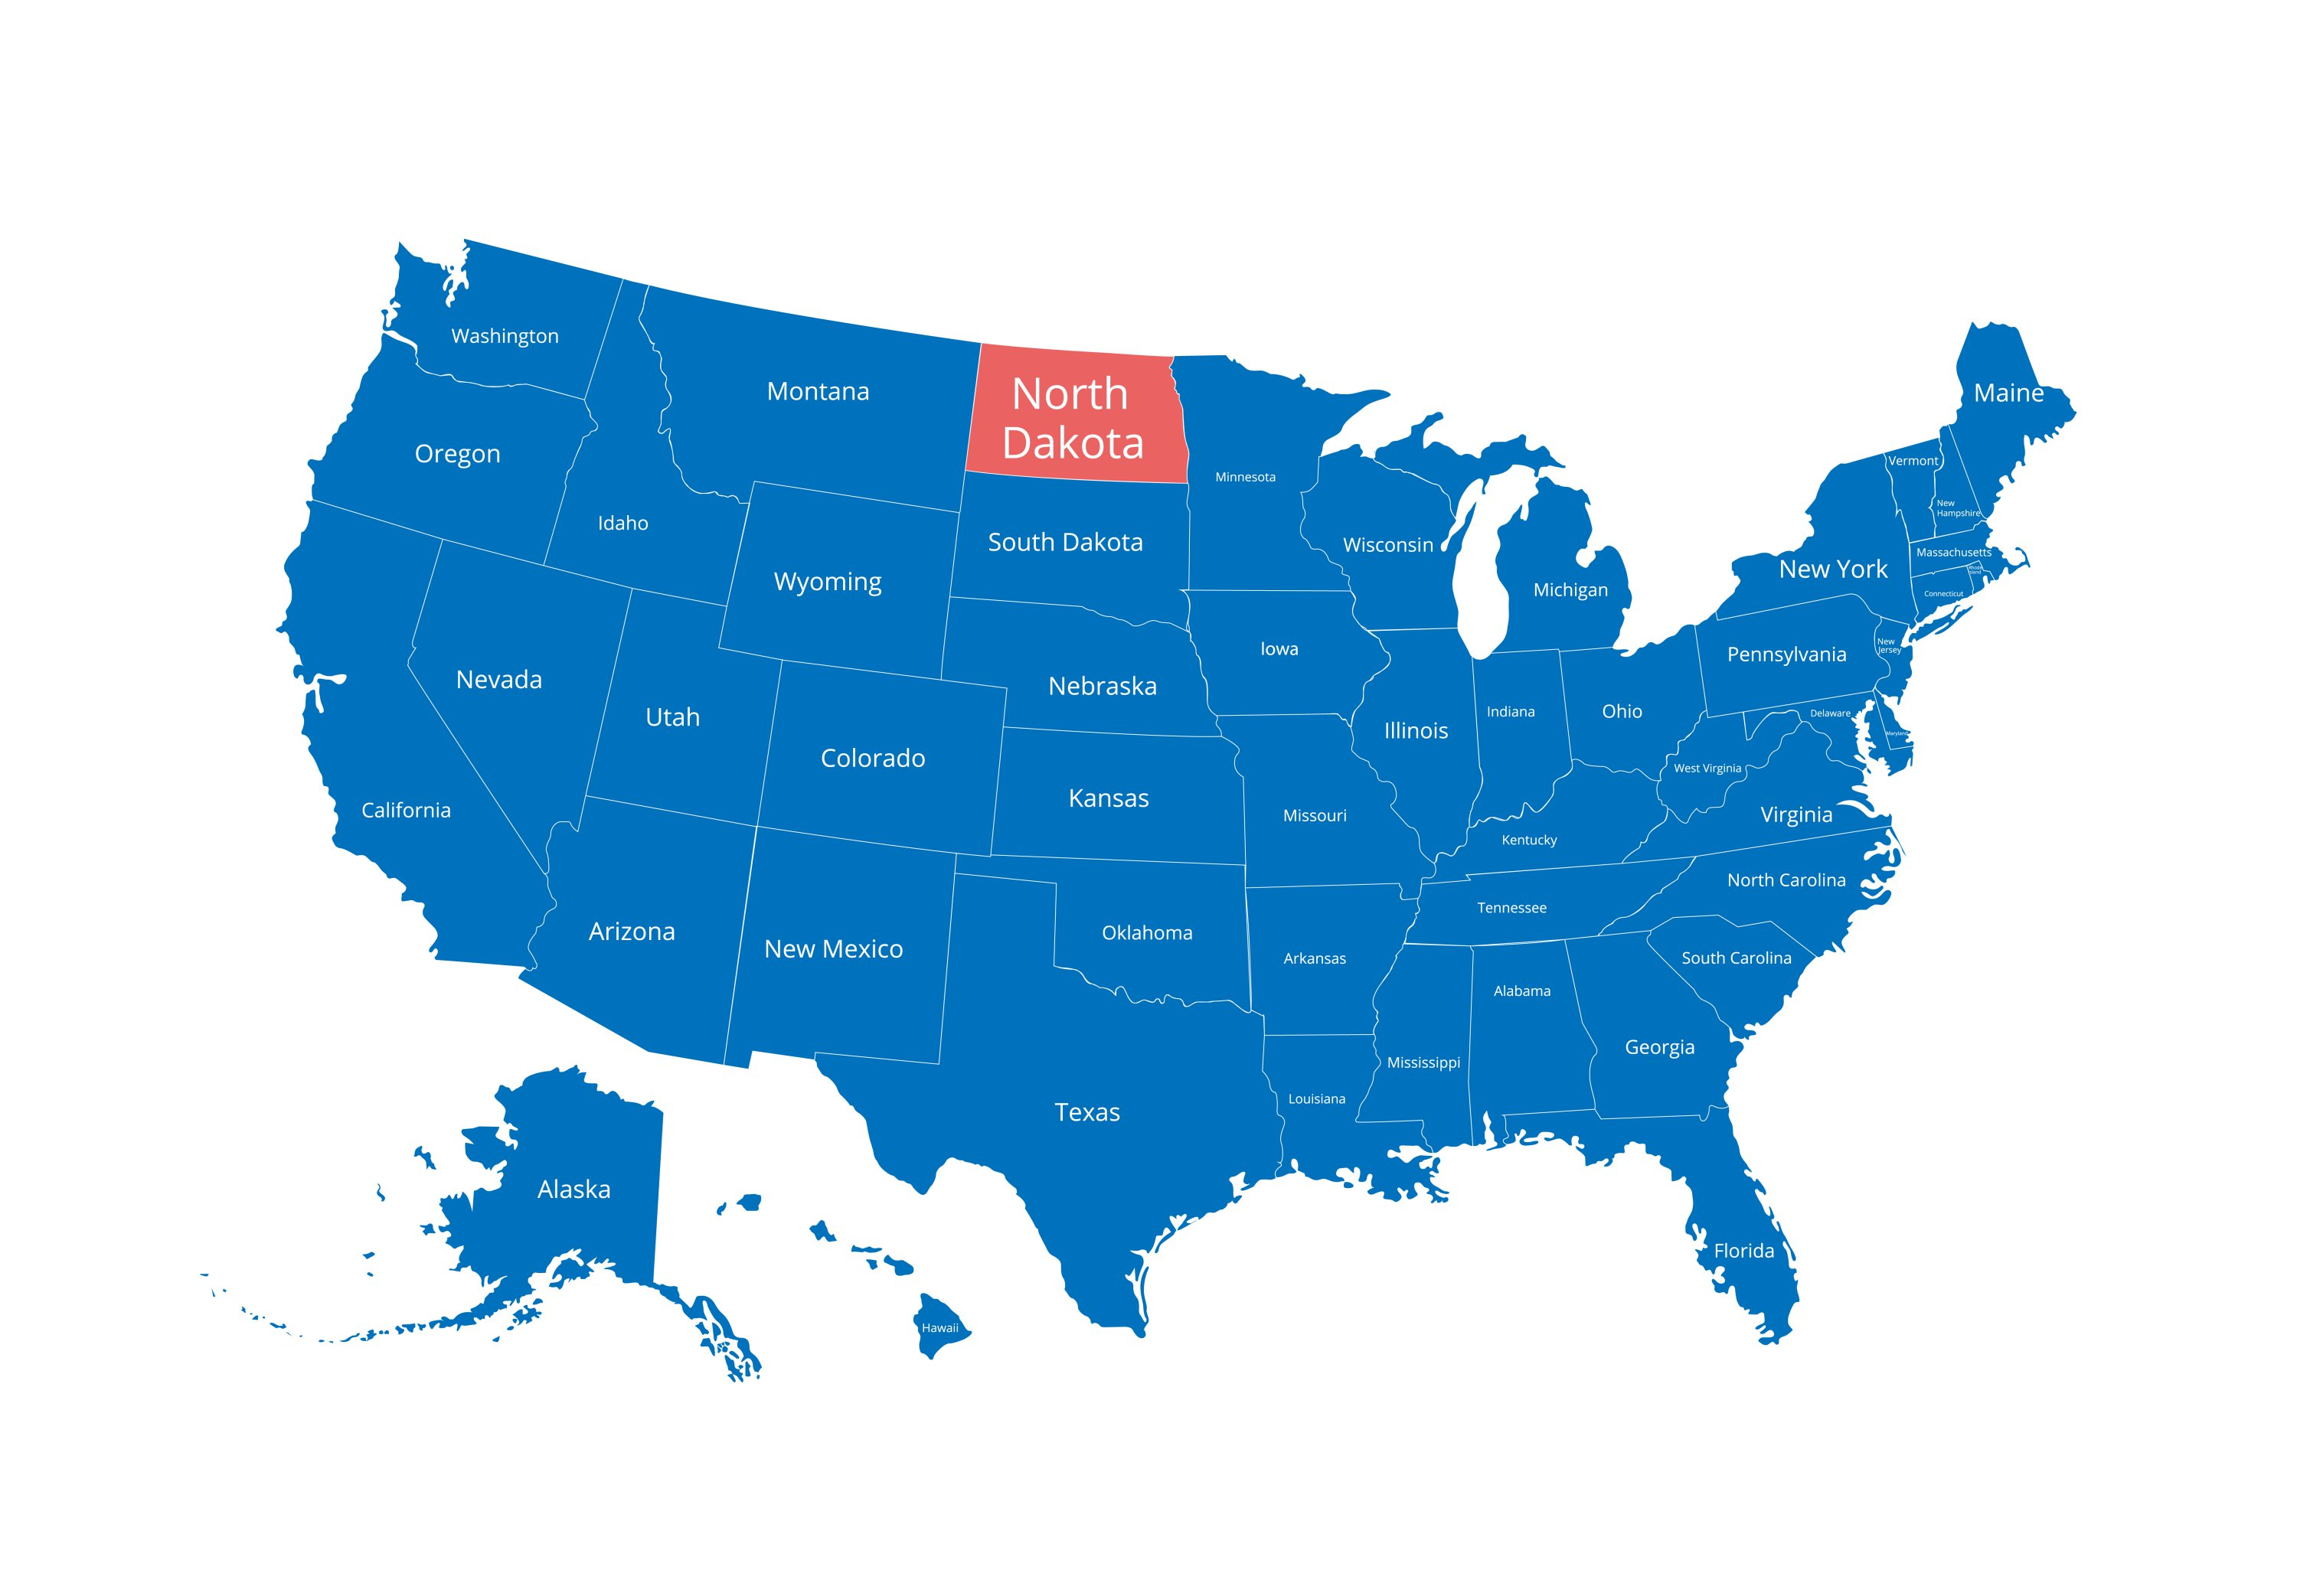 Washington
Montana
North
Dakota
Maine
Oregon
Minnesota
Vermont
New
Hampshire
Idaho
South Dakota
Wisconsin
Massachusetts
New York
Rhode
Island
Wyoming
Michigan
Connecticut
Iowa
New
Jersey
Pennsylvania
Nevada
Nebraska
Utah
Illinois
Indiana
Ohio
Delaware
Maryland
Colorado
West Virginia
Kansas
California
Missouri
Virginia
Kentucky
North Carolina
Tennessee
Arizona
New Mexico
Oklahoma
Arkansas
South Carolina
Alabama
Georgia
Mississippi
Louisiana
Texas
Alaska
Florida
Hawaii